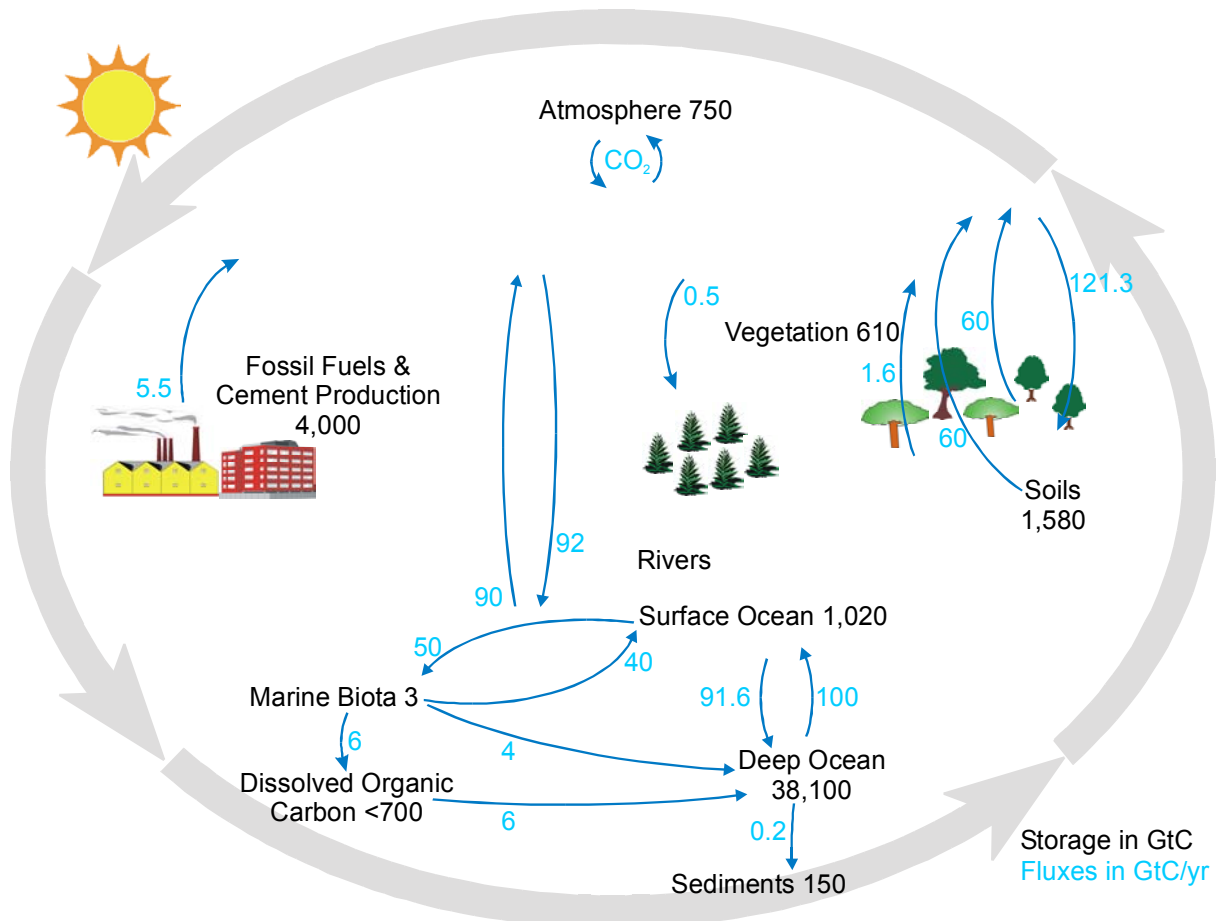 Atmosphere 750
CO₂
0.5
121.3
Vegetation 610
60
1.6
60
5.5
Fossil Fuels &
Cement Production
4,000
Soils
1,580
92
90
Rivers
Surface Ocean 1,020
50
40
Marine Biota 3
91.6
100
6
4
Deep Ocean
38,100
Dissolved Organic
Carbon <700
6
0.2
Sediments 150
Storage in GtC
Fluxes in GtC/yr